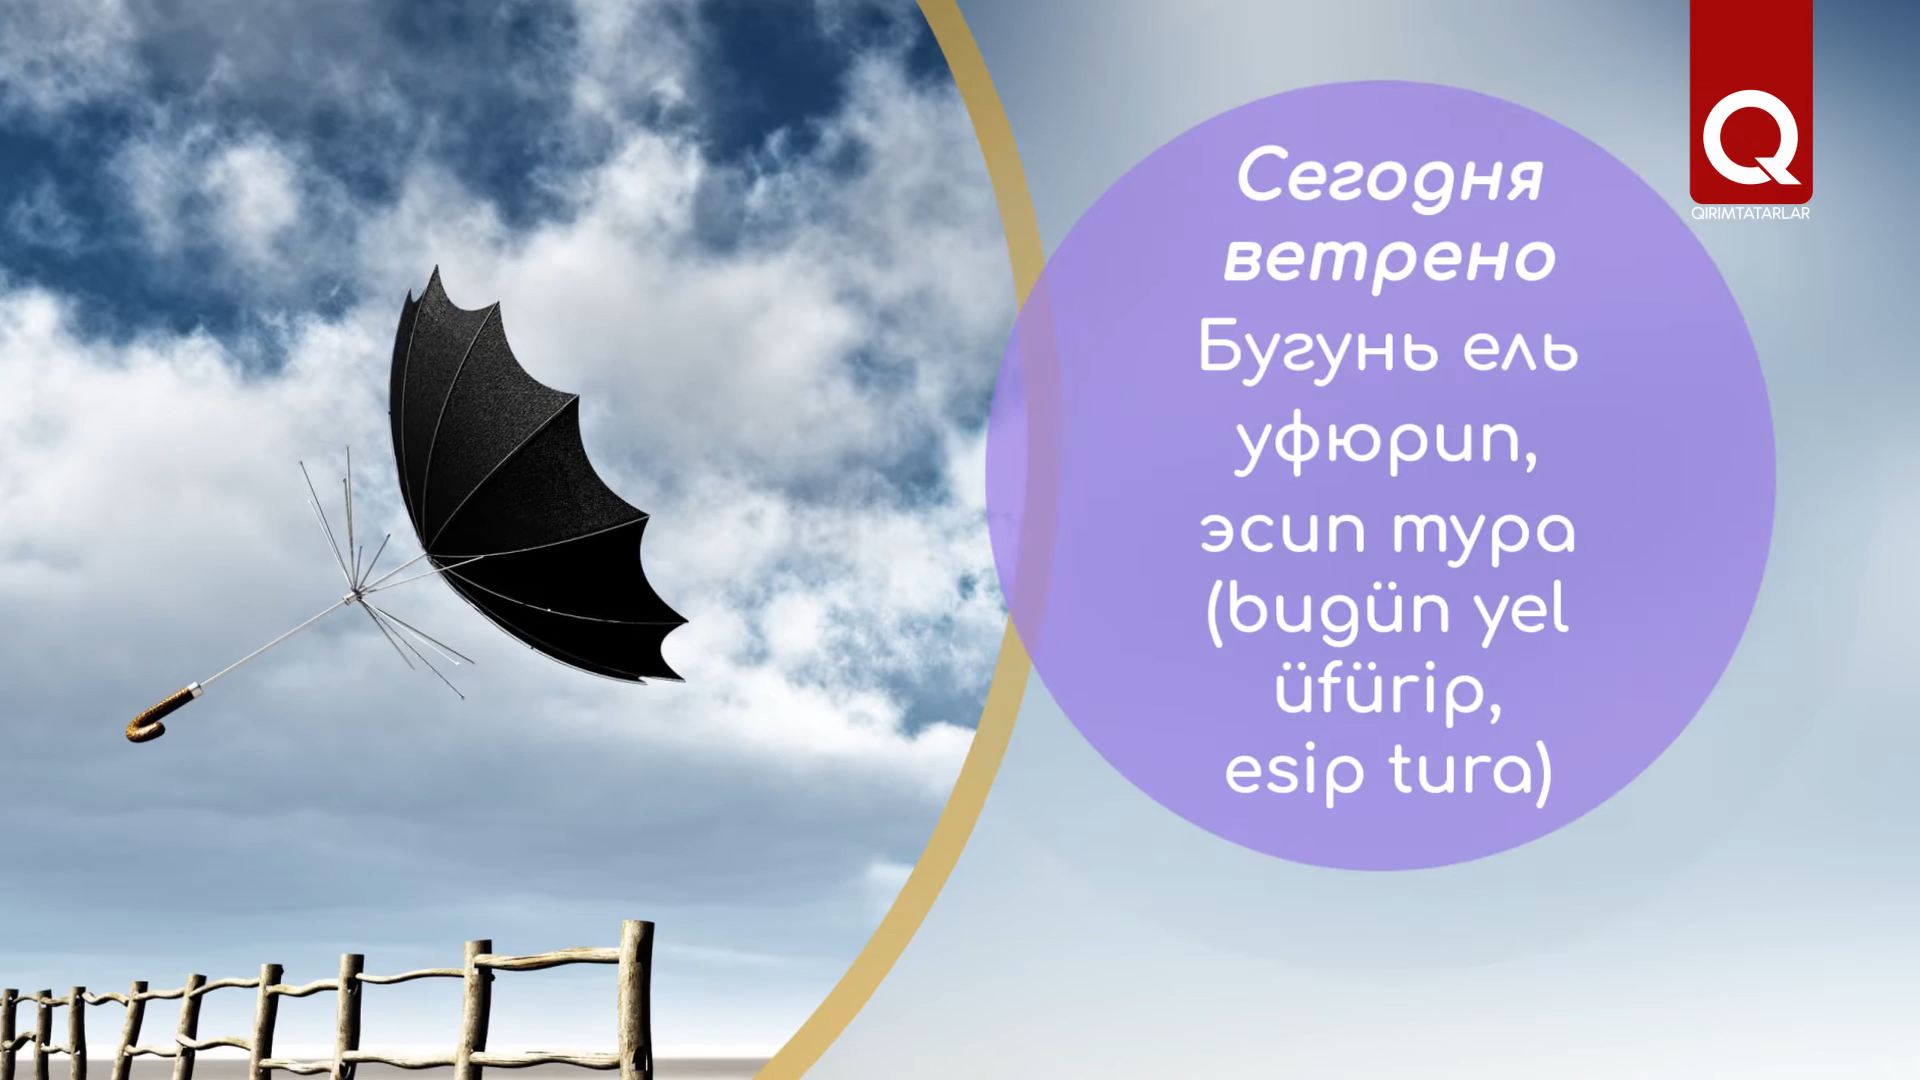 Сегодня
ветрено
Бугунь ель
уфюрип,
эсип тура
(bugün yel
üfürip,
esip tura)
QIRIMTATARLAR